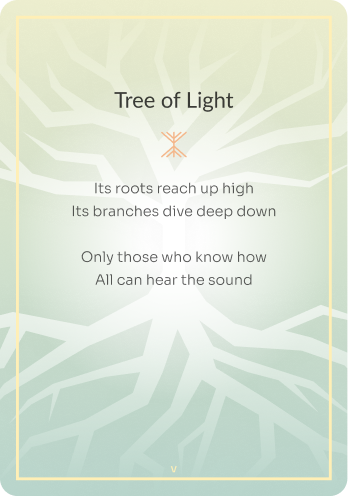 Tree of Light
Its roots reach up high
Its branches dive deep down
Only those who know how
All can hear the sound
v